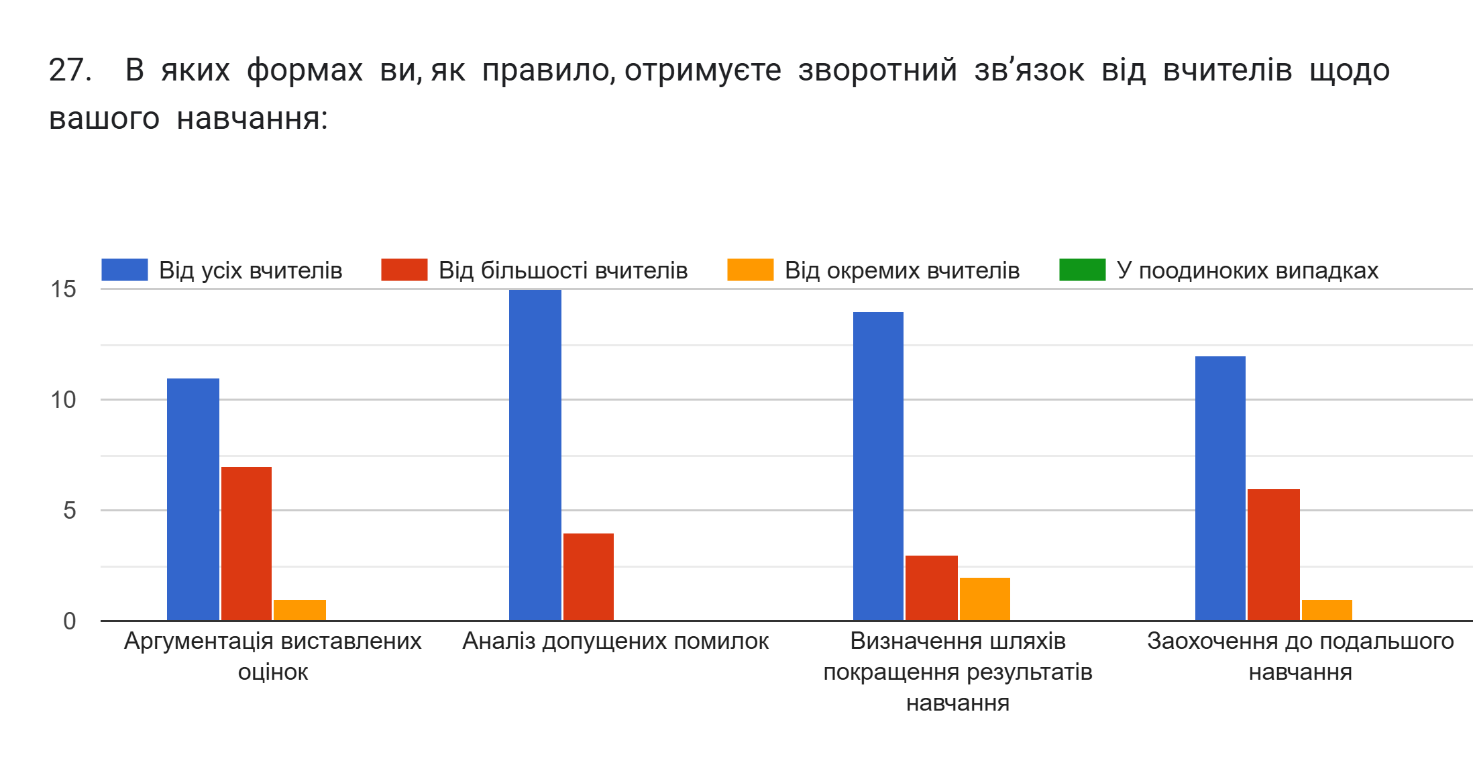 27. В яких формах ви, як правило, отримуєте зворотний зв’язок від вчителів щодо
вашого навчання:
Від усіх вчителів
Від більшості вчителів
Від окремих вчителів
У поодиноких випадках
15
10
5
0
Аргументація виставлених
оцінок
Аналіз допущених помилок
Визначення шляхів
покращення результатів
навчання
Заохочення до подальшого
навчання